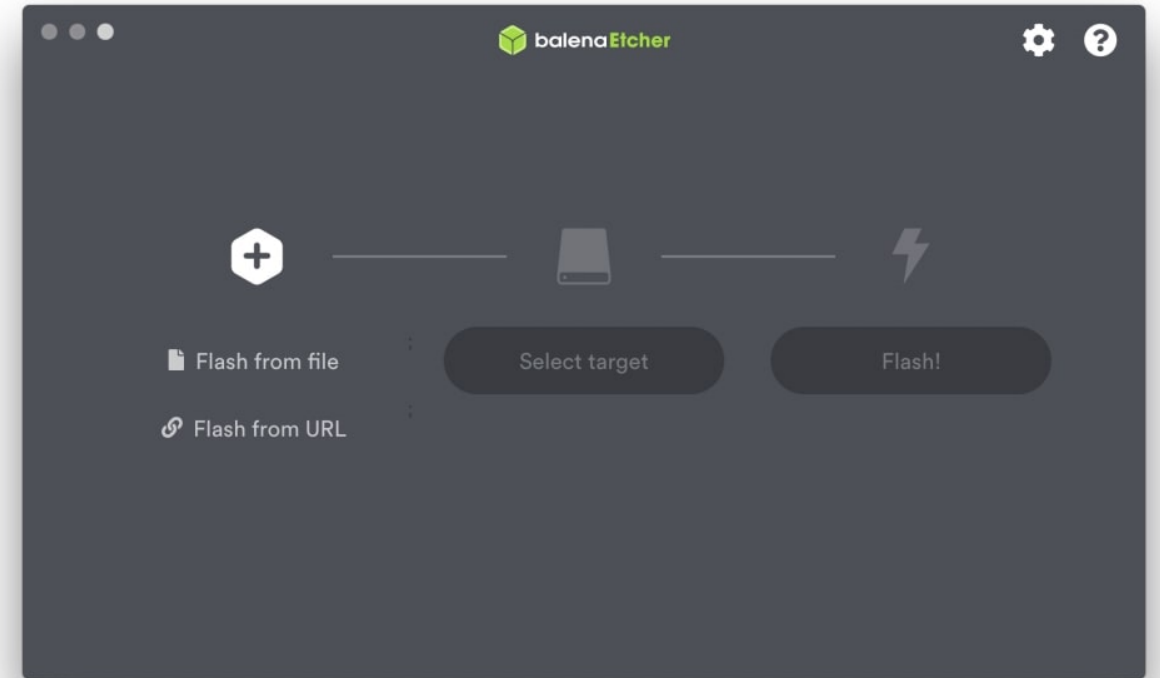 balenaEtcher
Flash from file
Select target
Flash!
Flash from URL